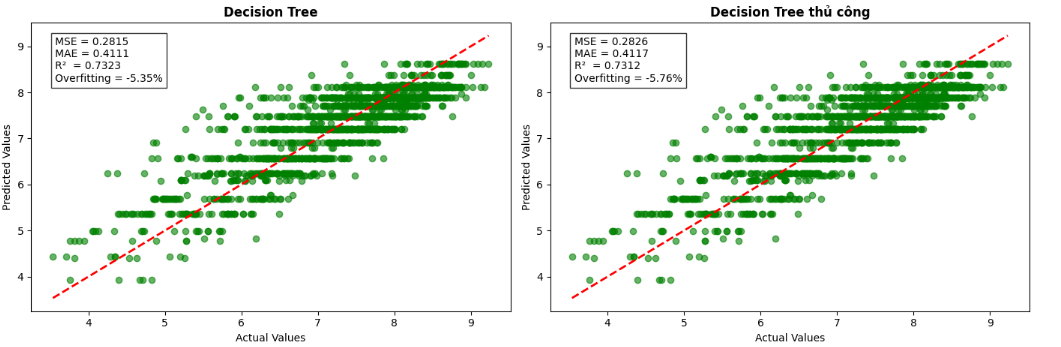 Decision Tree
MSE = 0.2815
MAE = 0.4111
R² = 0.7323
Overfitting = -5.35%
Predicted Values
9
8
7
6
5
4
4 5 6 7 8 9
Actual Values
Decision Tree thủ công
MSE = 0.2826
MAE = 0.4117
R² = 0.7312
Overfitting = -5.76%
Predicted Values
9
8
7
6
5
4
4 5 6 7 8 9
Actual Values